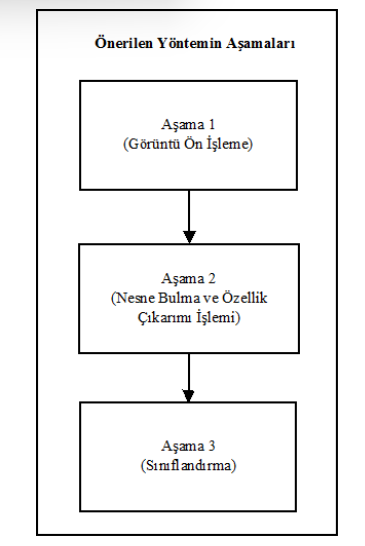 Önerilen Yöntemin Aşamaları
Aşama 1
(Görüntü Ön İşleme)
Aşama 2
(Nesne Bulma ve Özellik
Çıkarımı İşlemi)
Aşama 3
(Sınıflandırma)